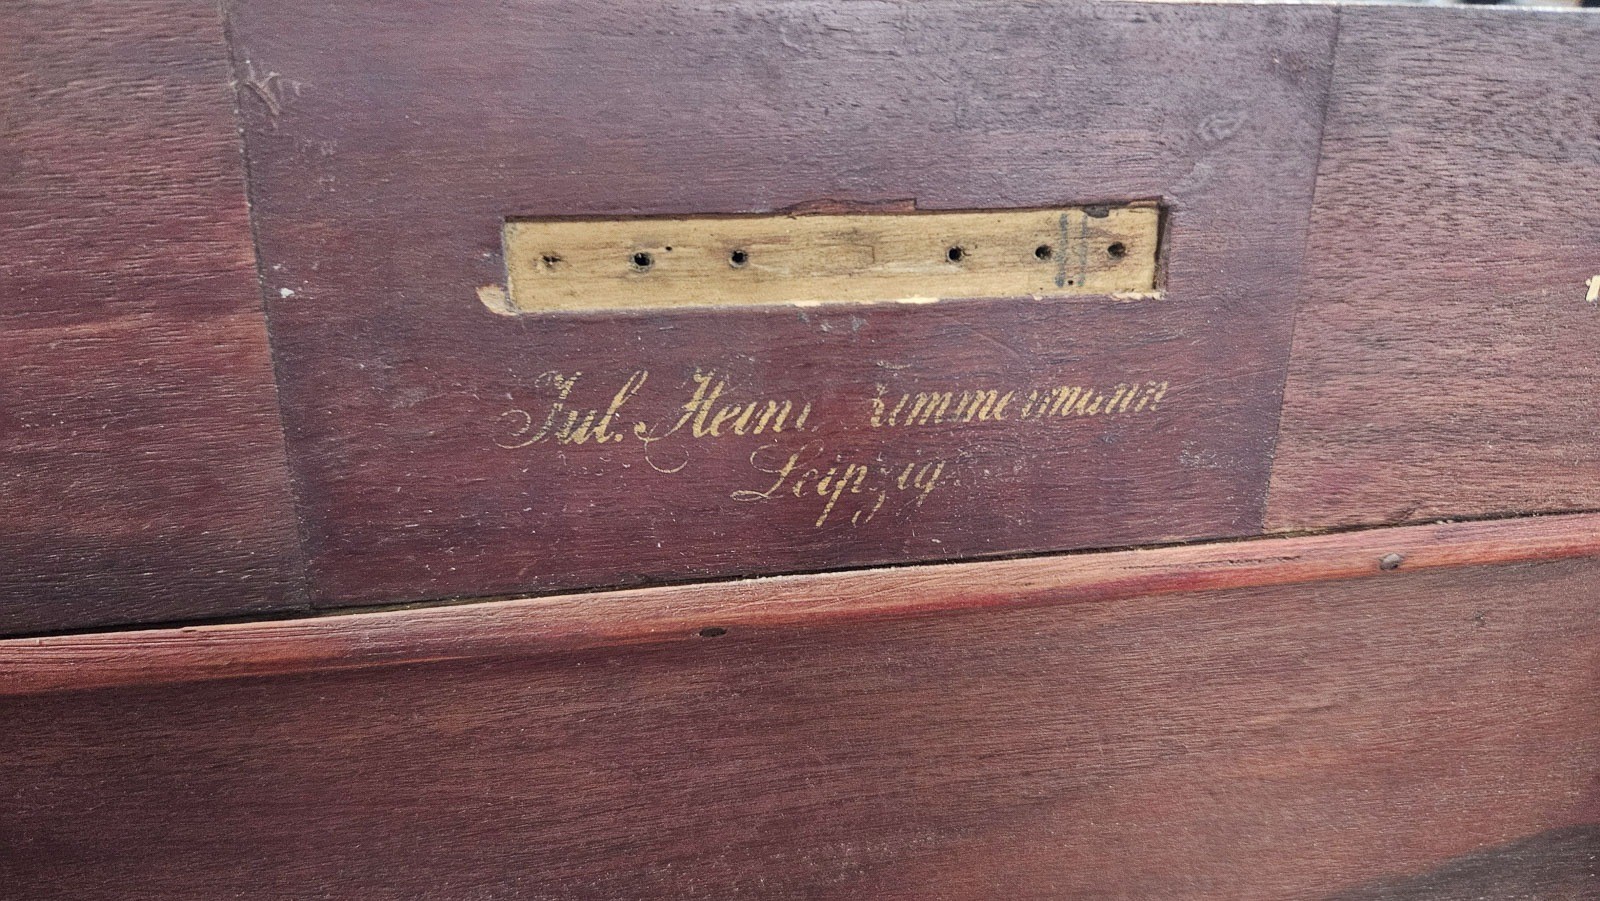 Jul. Heinr. Zimmermann
Leipzig